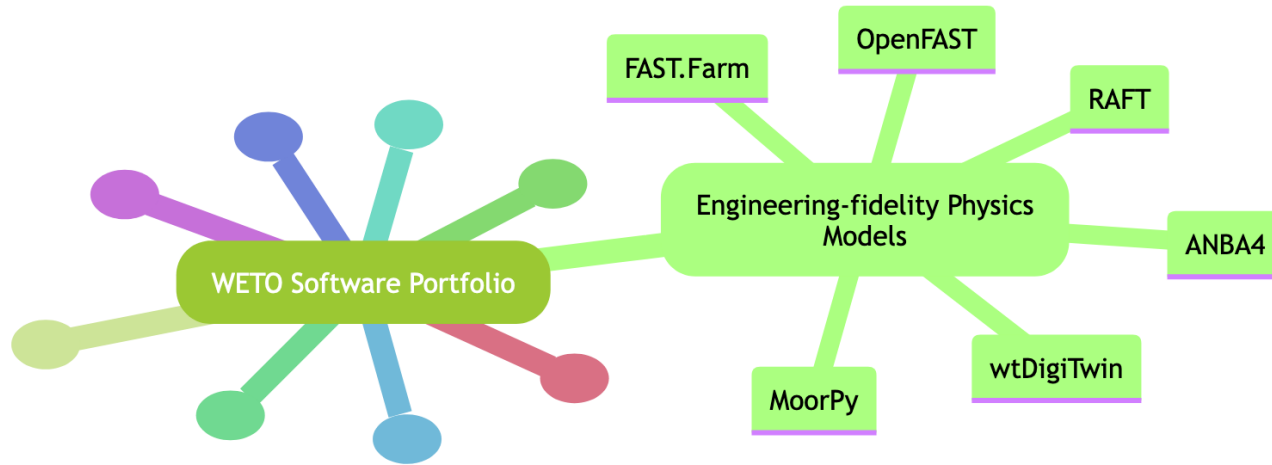 OpenFAST
FAST.Farm
RAFT
Engineering-fidelity Physics
Models
ANBA4
WETO Software Portfolio
wtDigiTwin
MoorPy